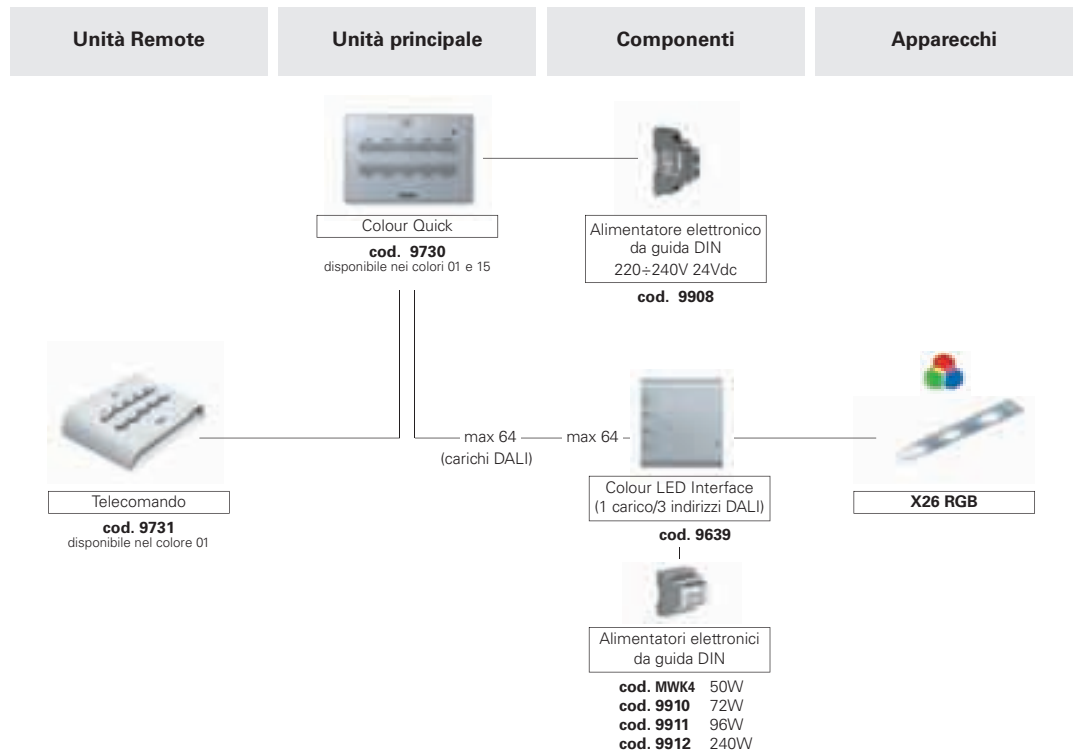 Unità Remote
Unità principale
Componenti
Apparecchi
Colour Quick
cod. 9730
disponibile nei colori 01 e 15
Alimentatore elettronico
da guida DIN
220÷240V 24Vdc
cod. 9908
Telecomando
cod. 9731
disponibile nel colore 01
max 64
(carichi DALI)
max 64
Colour LED Interface
(1 carico/3 indirizzi DALI)
cod. 9639
X26 RGB
Alimentatori elettronici
da guida DIN
cod. MWK4 50W
cod. 9910 72W
cod. 9911 96W
cod. 9912 240W